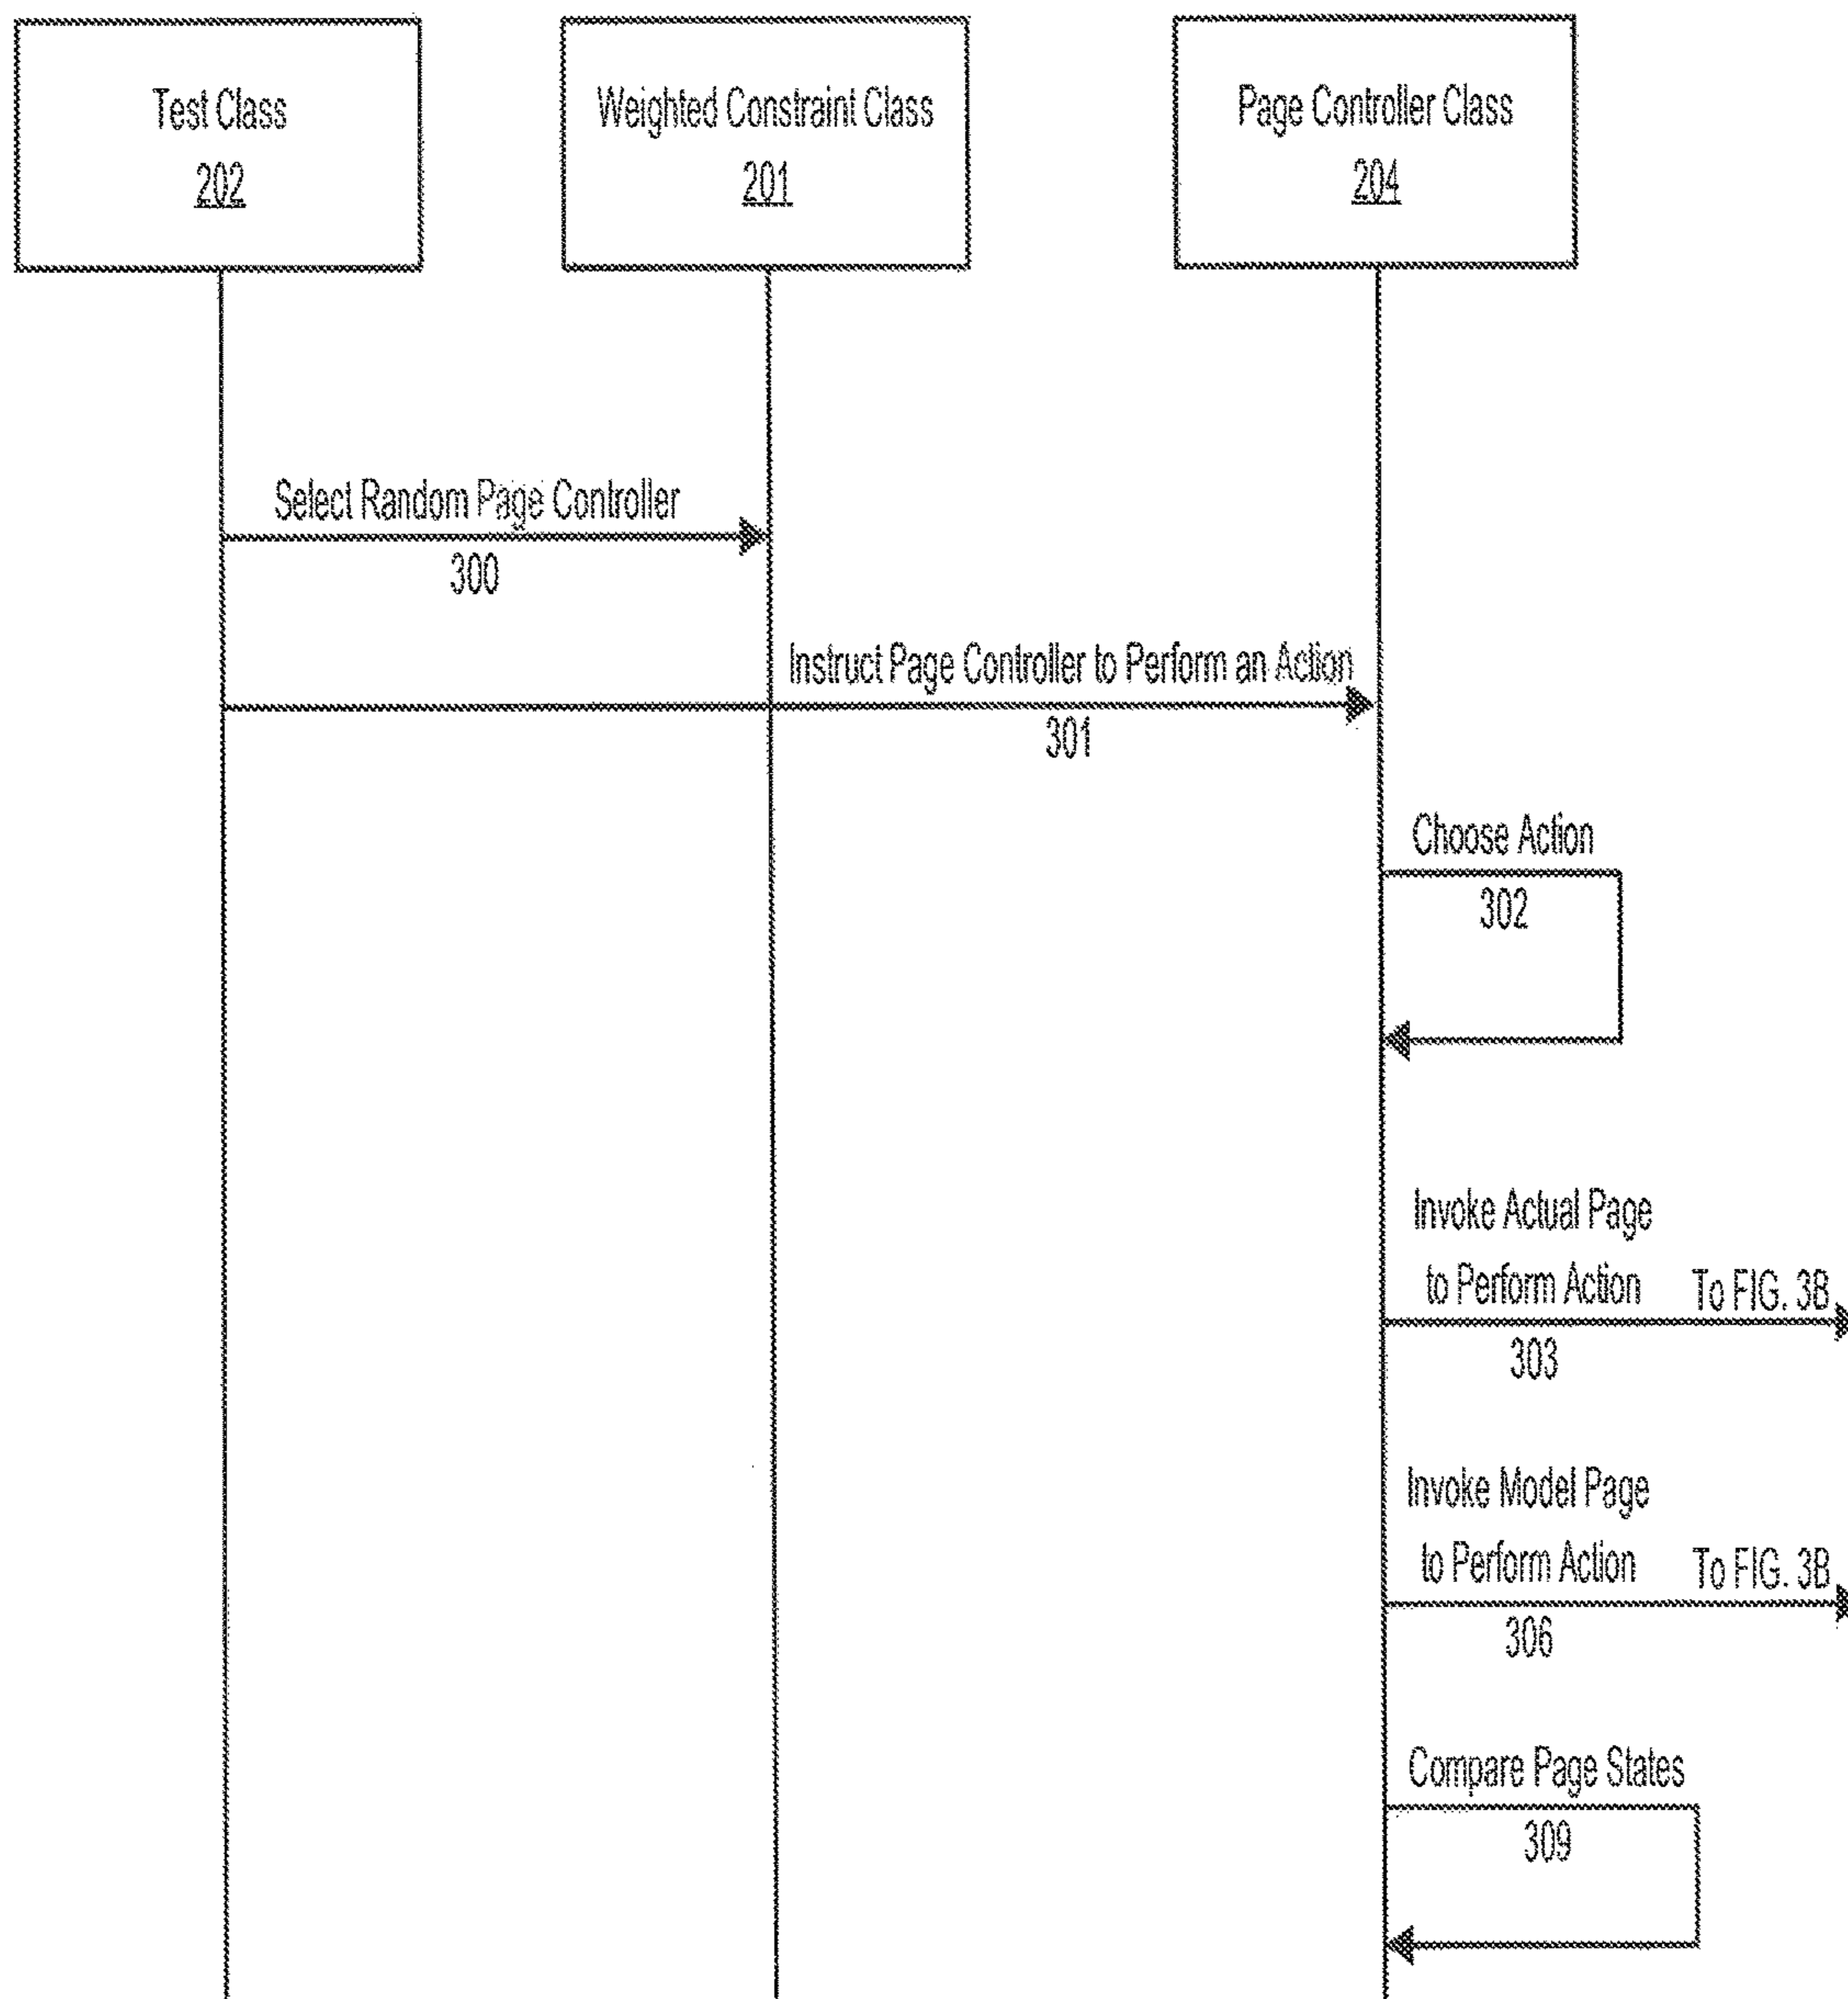 Test Class
202
Weighted Constraint Class
201
Page Controller Class
204
Select Random Page Controller
300
Instruct Page Controller to Perform an Action
301
Choose Action
302
Invoke Actual Page
to Perform Action
To FIG. 3B
303
Invoke Model Page
to Perform Action
To FIG. 3B
306
Compare Page States
309